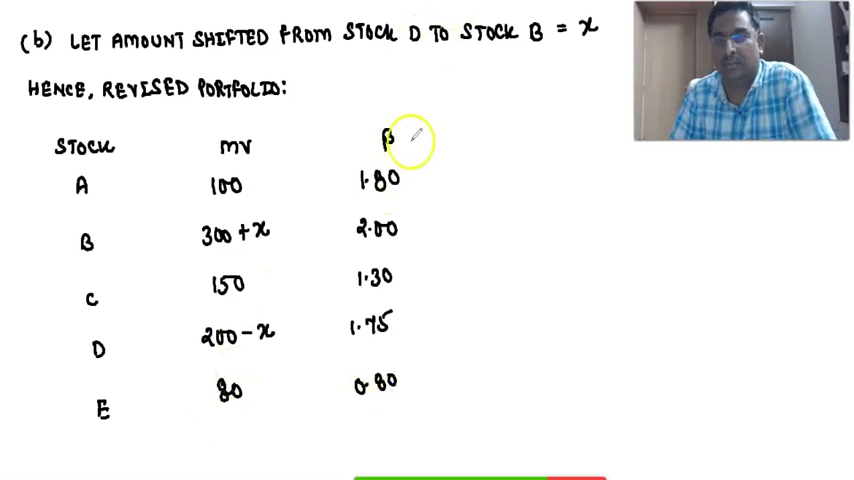 (b) LET AMOUNT SHIFTED FROM STOCK D TO STOCK B = x
HENCE, REVISED PORTFOLIO:
STOCK MV β
A 100 1.80
B 300 + x 2.00
C 150 1.30
D 200 - x 1.75
E 80 0.80